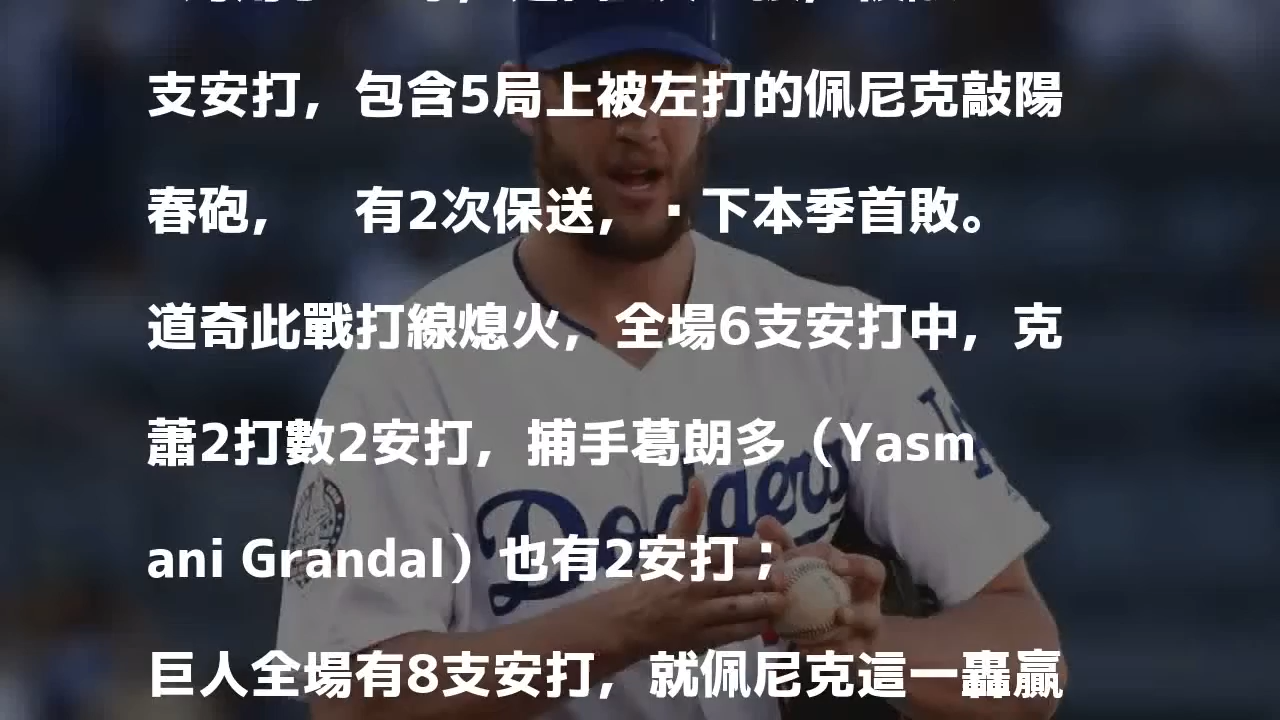 支安打，包含5局上被左打的佩尼克敲陽
春砲，　有2次保送，▪下本季首敗。
道奇此戰打線熄火，全場6支安打中，克
蕭2打數2安打，捕手葛朗多（Yasm
ani Grandal）也有2安打；
巨人全場有8支安打，就佩尼克這一轟贏
Dodgers